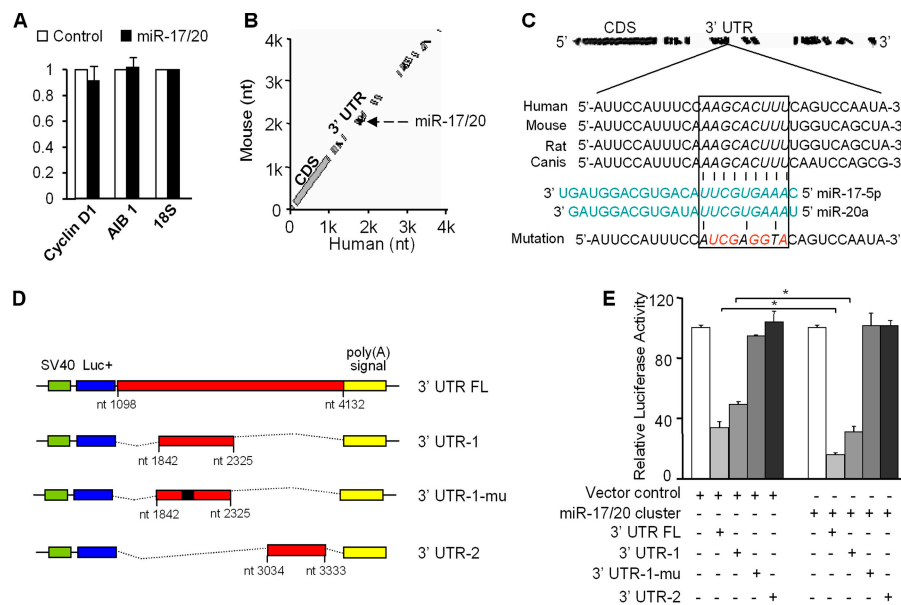 A
Control miR-17/20
1
0.8
0.6
0.4
0.2
0
Cyclin D1
AIB 1
18S
B
4k
3k
2k
1k
0
Mouse (nt)
CDS
3' UTR
miR-17/20
0 1k 2k 3k 4k
Human (nt)
C
CDS 3' UTR
5' 3'
Human 5'-AUUCCAUUUCCAAGCACUUUCAGUCCAAUA-3'
Mouse 5'-AUUCCAUUUCAAAGCACUUUUGGUCAGCUA-3
Rat 5'-AUUCCAUUUCAAAGCACUUUUGGUCAGCUA-3
Canis 5'-AUUCCAUUUCAAAGCACUUUCAAUCCAGCG-3
3' UGAUGGACGUGACAUUCGUGAAAC 5' miR-17-5p
3' GAUGGACGUGAUAUUCGUGAAAU 5' miR-20a
Mutation 5'-AUUCCAUUUCCAUCGAGGTACAGUCCAAUA-3'
D
SV40 Luc+ poly(A)
signal
3' UTR FL
nt 1098 nt 4132
3' UTR-1
nt 1842 nt 2325
3' UTR-1-mu
nt 1842 nt 2325
3' UTR-2
nt 3034 nt 3333
E
Relative Luciferase Activity
120
80
40
0
*
*
Vector control + + + + + - - - - -
miR-17/20 cluster - - - - - + + + + +
3' UTR FL - + - - - - + - - -
3' UTR-1 - - + - - - - + - -
3' UTR-1-mu - - - + - - - - + -
3' UTR-2 - - - - + - - - - +